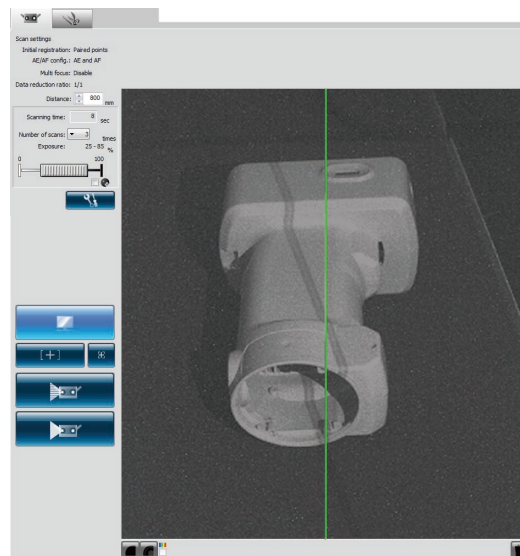 Scan settings
Initial registration: Paired points
AE/AF config.: AE and AF
Multi focus: Disable
Data reduction ratio: 1/1
Distance: 800 mm
Scanning time: 8 sec
Number of scans: 3 times
Exposure: 25 - 85 %
0 100
[+]